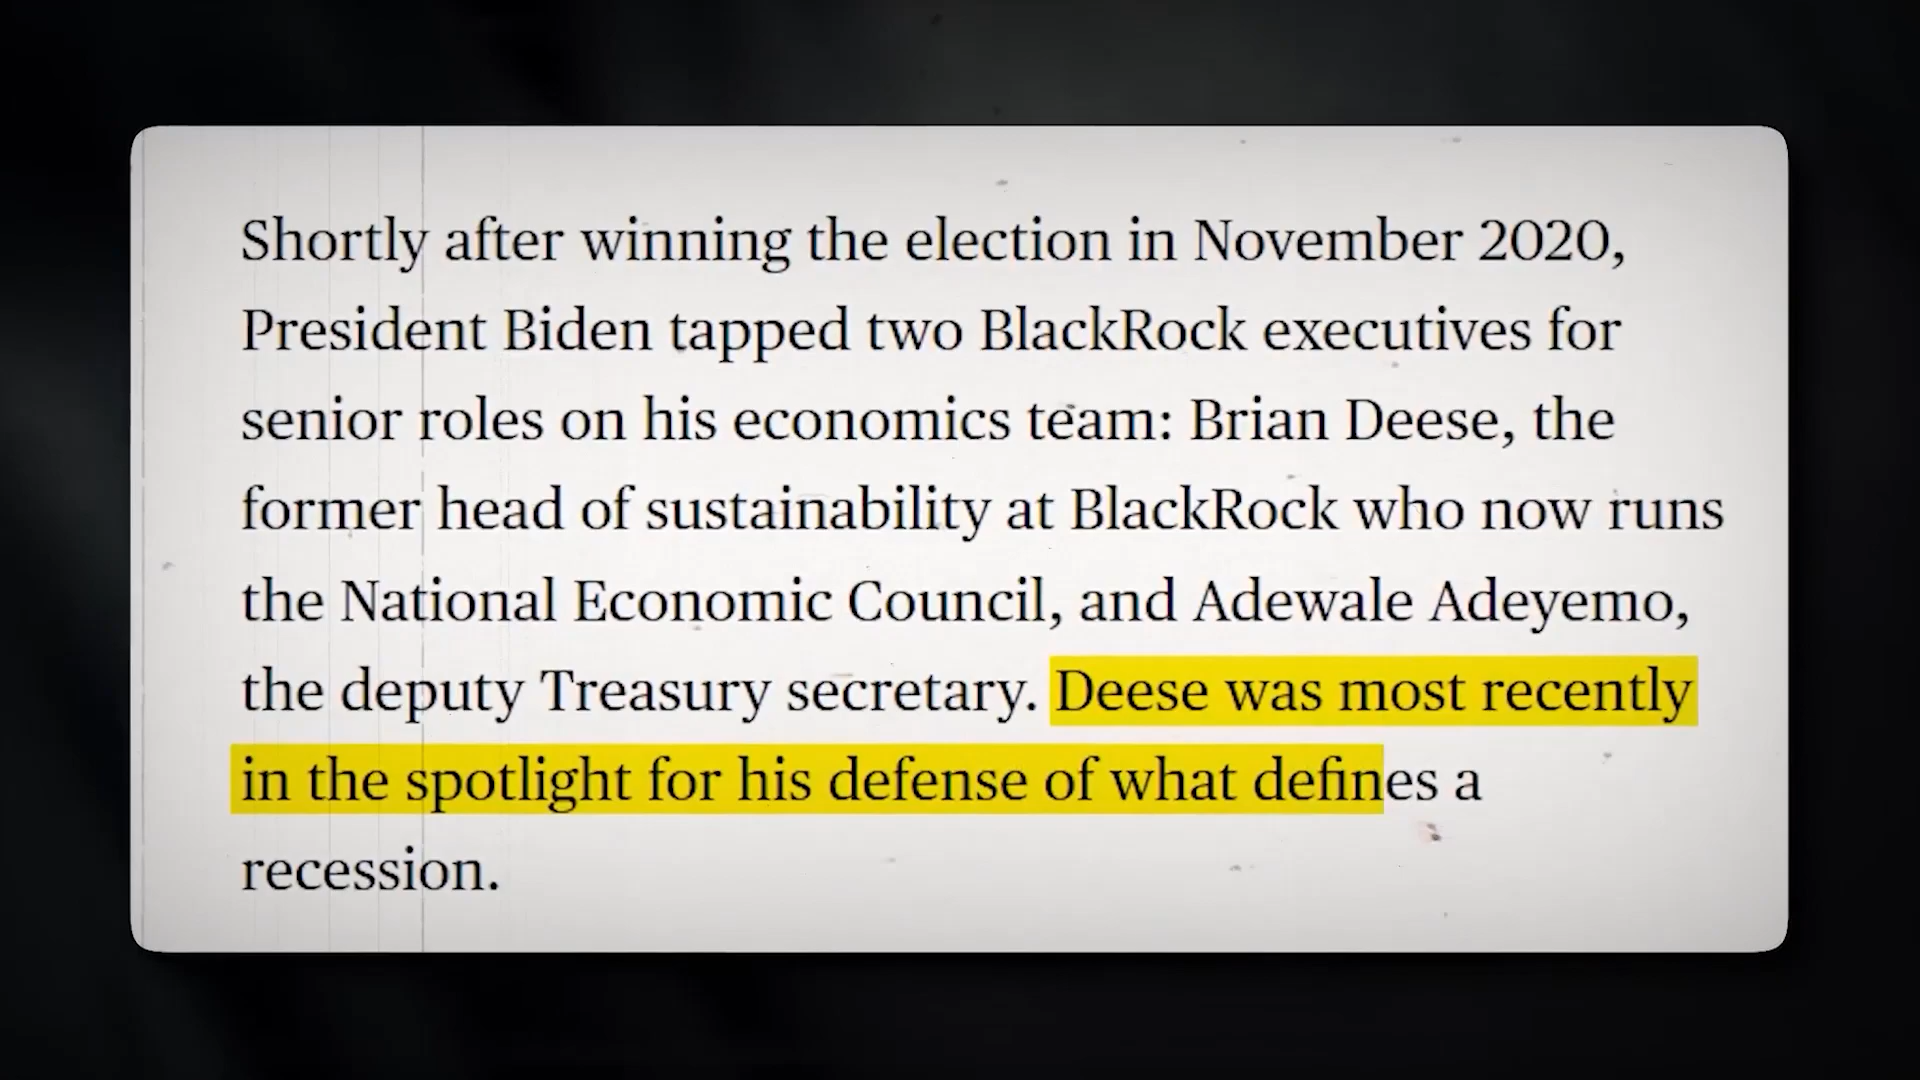 Shortly after winning the election in November 2020,
President Biden tapped two BlackRock executives for
senior roles on his economics team: Brian Deese, the
former head of sustainability at BlackRock who now runs
the National Economic Council, and Adewale Adeyemo,
the deputy Treasury secretary. Deese was most recently
in the spotlight for his defense of what defines a
recession.